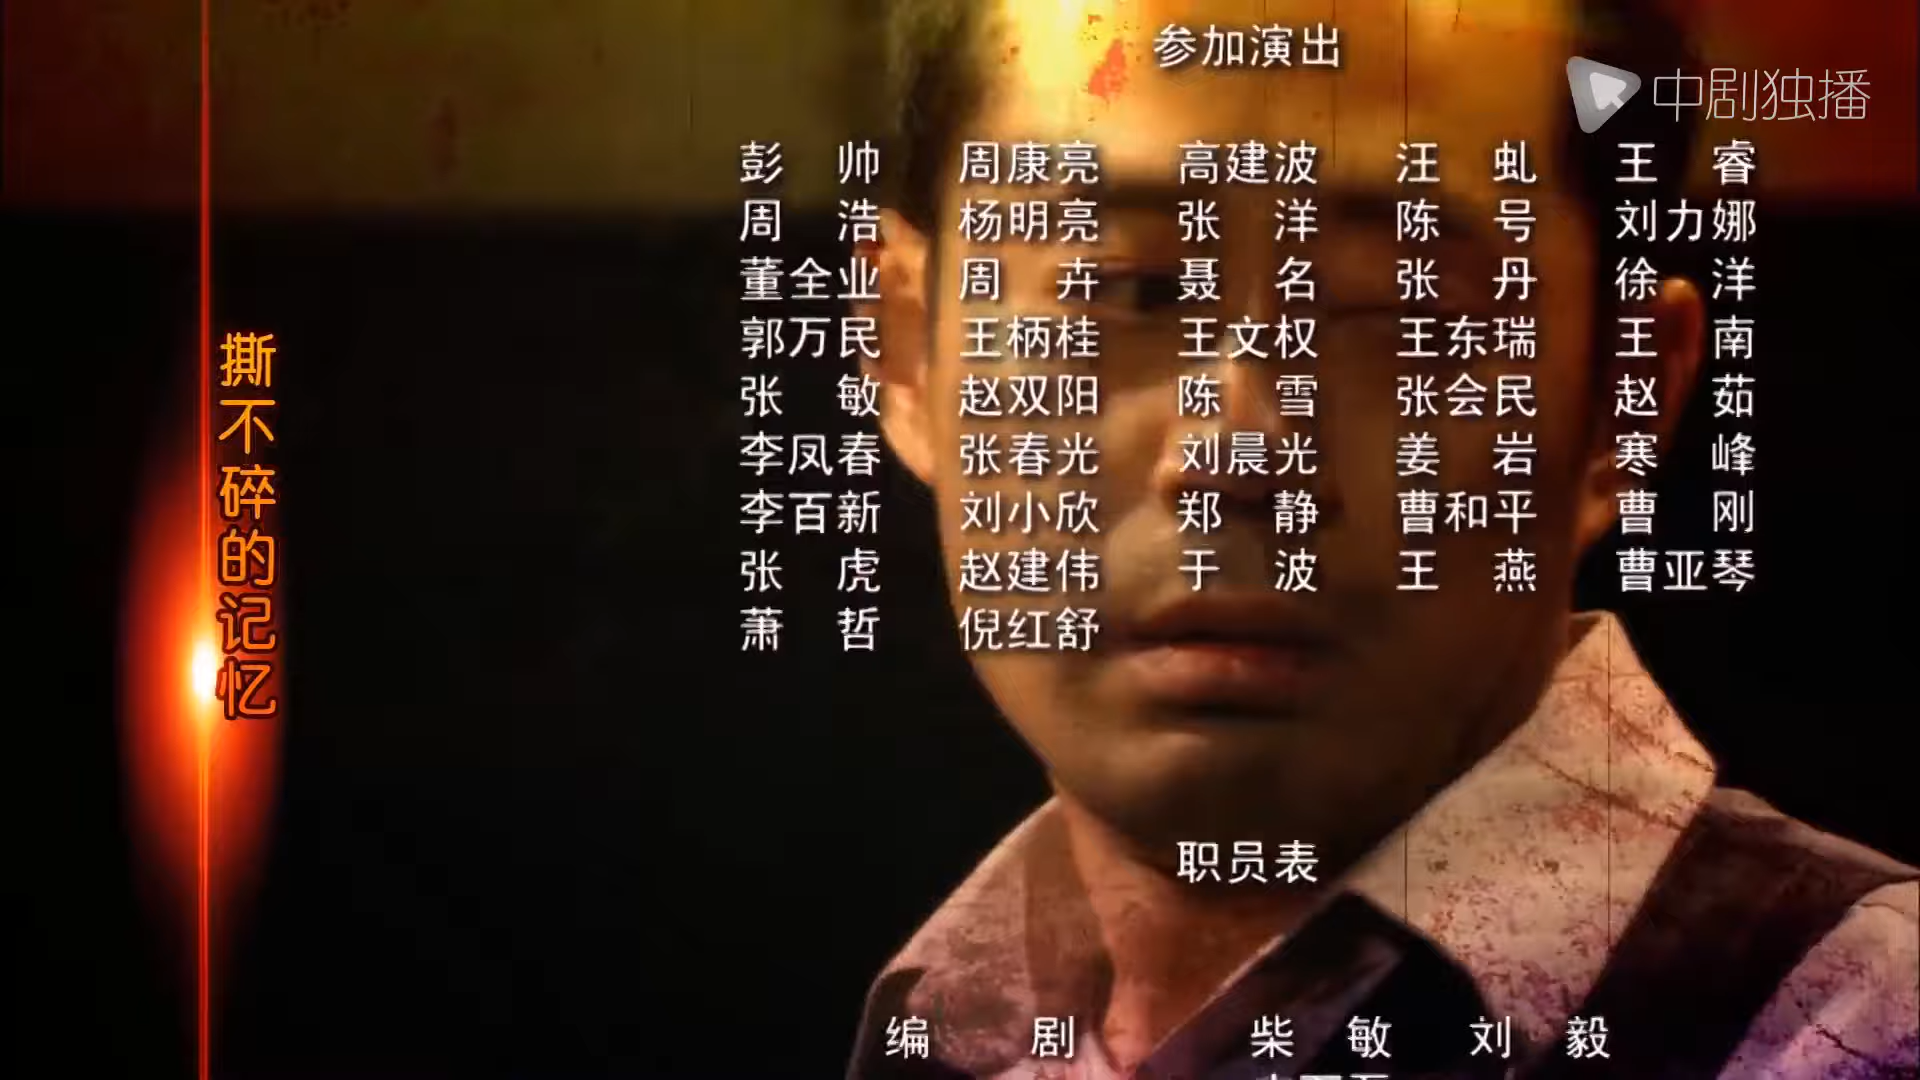 参加演出
中剧独播
彭帅 周康亮 高建波 汪虬 王睿
周浩 杨明亮 张洋 陈号 刘力娜
董全业 周卉 聂名 张丹 徐洋
郭万民 王柄桂 王文权 王东瑞 王南
张敏 赵双阳 陈雪 张会民 赵茹
李凤春 张春光 刘晨光 姜岩 寒峰
李百新 刘小欣 郑静 曹和平 曹刚
张虎 赵建伟 于波 王燕 曹亚琴
萧哲 倪红舒
撕不碎的记忆
职员表
编剧 柴敏 刘毅